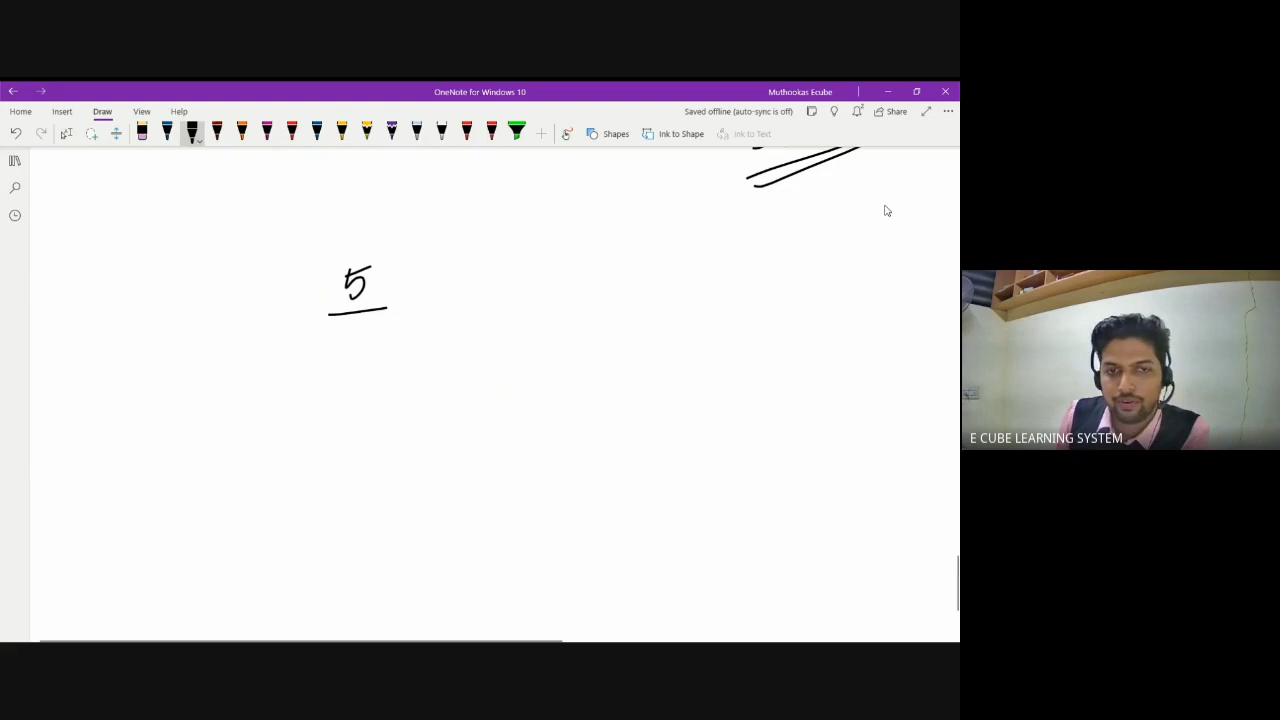 OneNote for Windows 10
Muthookas Ecube
Home Insert Draw View Help
Saved offline (auto-sync is off)
Share
Shapes
Ink to Shape
Ink to Text
5
E CUBE LEARNING SYSTEM